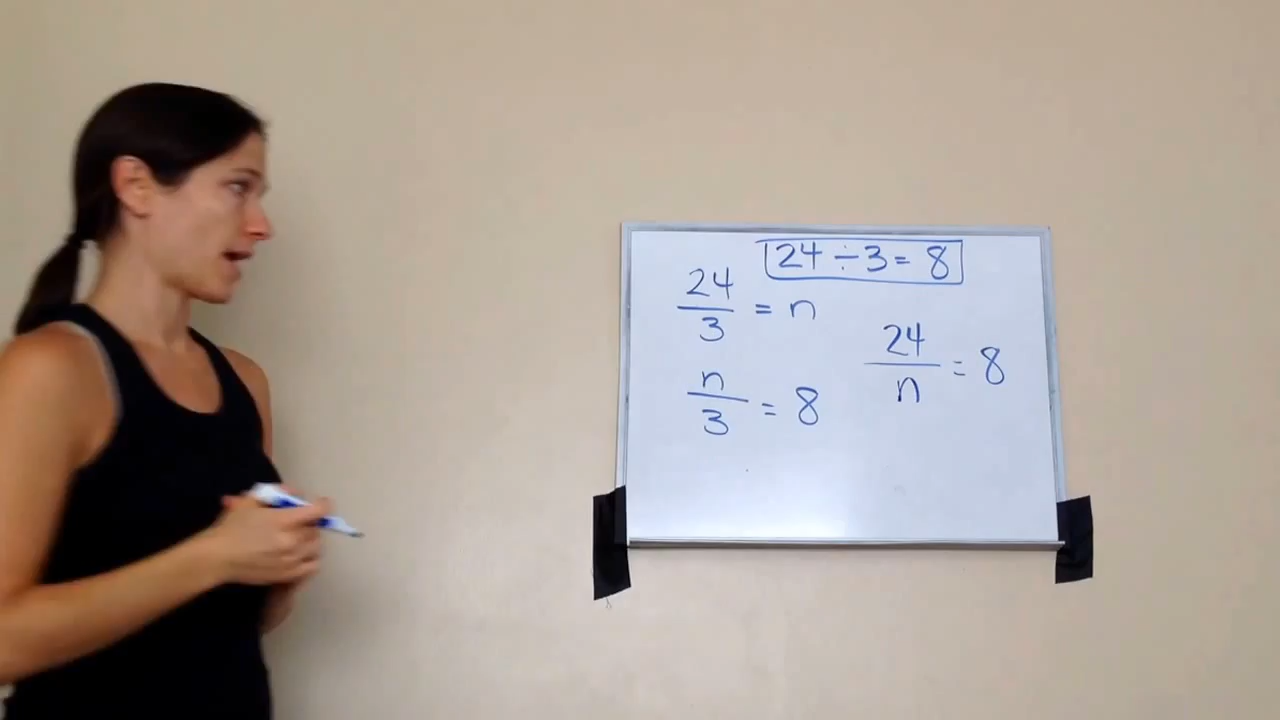 24 ÷ 3 = 8
24/3 = n
n/3 = 8
24/n = 8